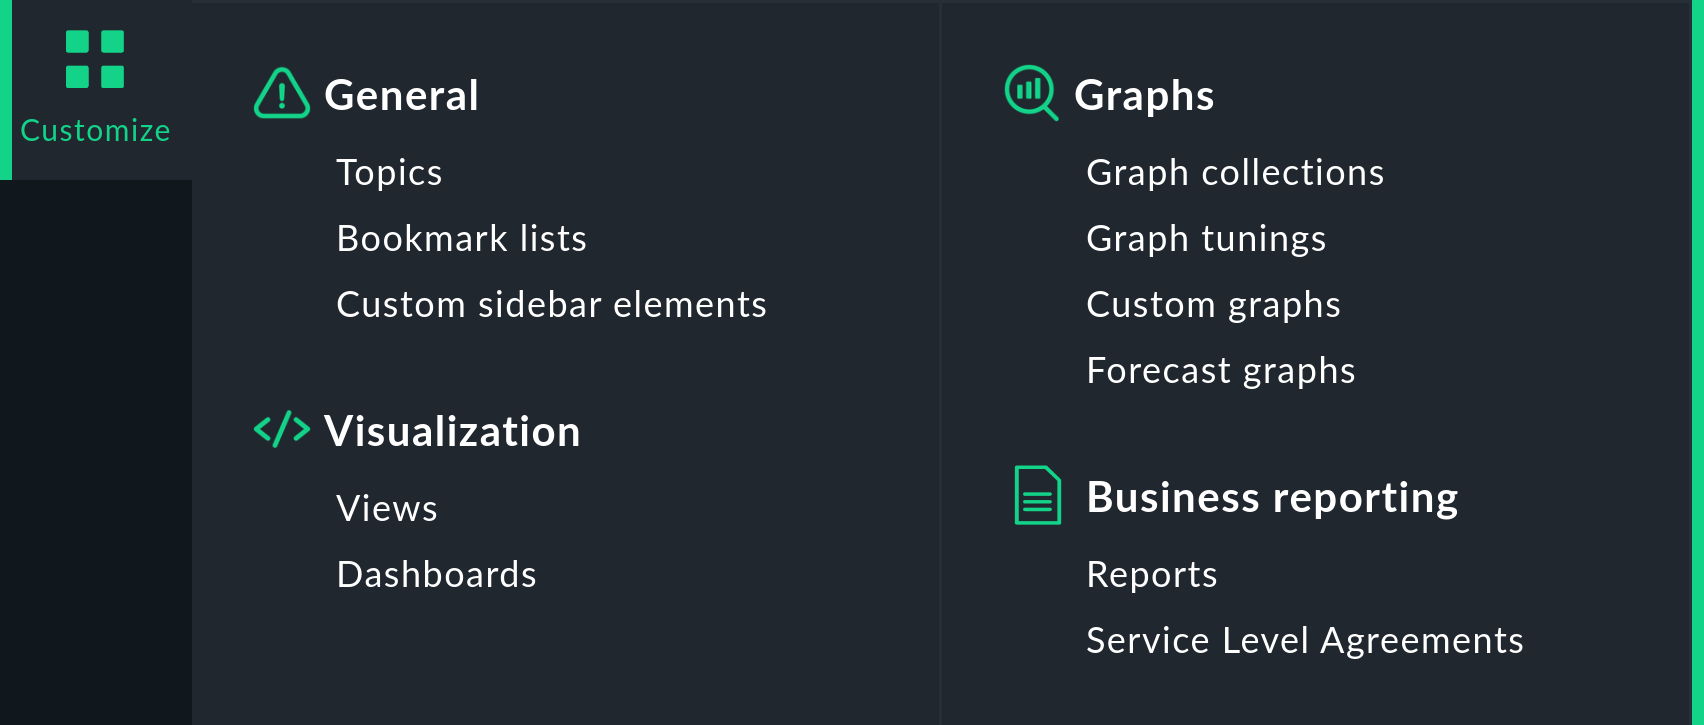 Customize
General
Topics
Bookmark lists
Custom sidebar elements
Visualization
Views
Dashboards
Graphs
Graph collections
Graph tunings
Custom graphs
Forecast graphs
Business reporting
Reports
Service Level Agreements